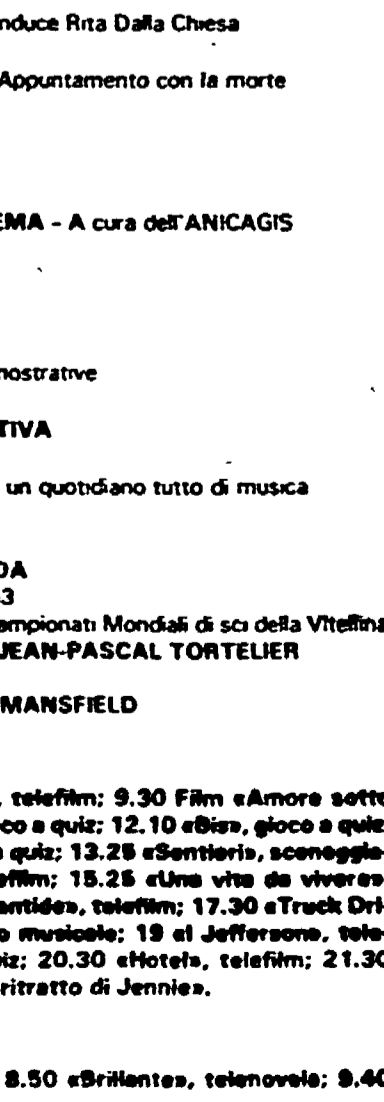 nduce Rita Dalla Chiesa
Appuntamento con la morte
EMA - A cura dell'ANICAGIS
nostrative
TIVA
un quotidiano tutto di musica
DA
3
ampionati Mondiali di sci della Vitellina
JEAN-PASCAL TORTELIER
MANSFIELD
, telefilm; 9.30 Film «Amore sotto
co a quiz; 12.10 «Bis», gioco a quiz
quiz; 13.25 «Sentieri», sceneggia-
efilm; 15.25 «Una vita da vivere»
antide», telefilm; 17.30 «Truck Dri-
o musicale; 19 «I Jefferson», tele-
iz; 20.30 «Hotel», telefilm; 21.30
ritratto di Jennie».
8.50 «Brillante», telenovela; 9.40